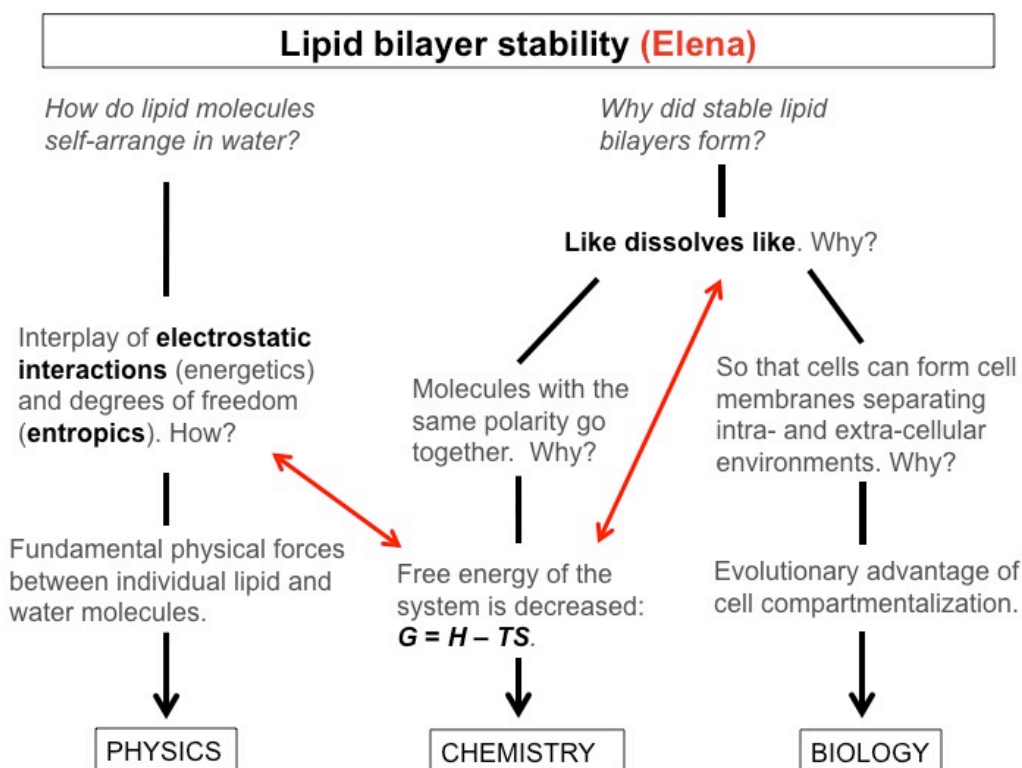 Lipid bilayer stability (Elena)
How do lipid molecules
self-arrange in water?
Why did stable lipid
bilayers form?
Like dissolves like. Why?
Interplay of electrostatic
interactions (energetics)
and degrees of freedom
(entropics). How?
Molecules with the
same polarity go
together.  Why?
So that cells can form cell
membranes separating
intra- and extra-cellular
environments. Why?
Fundamental physical forces
between individual lipid and
water molecules.
Free energy of the
system is decreased:
G = H – TS.
Evolutionary advantage of
cell compartmentalization.
PHYSICS
CHEMISTRY
BIOLOGY